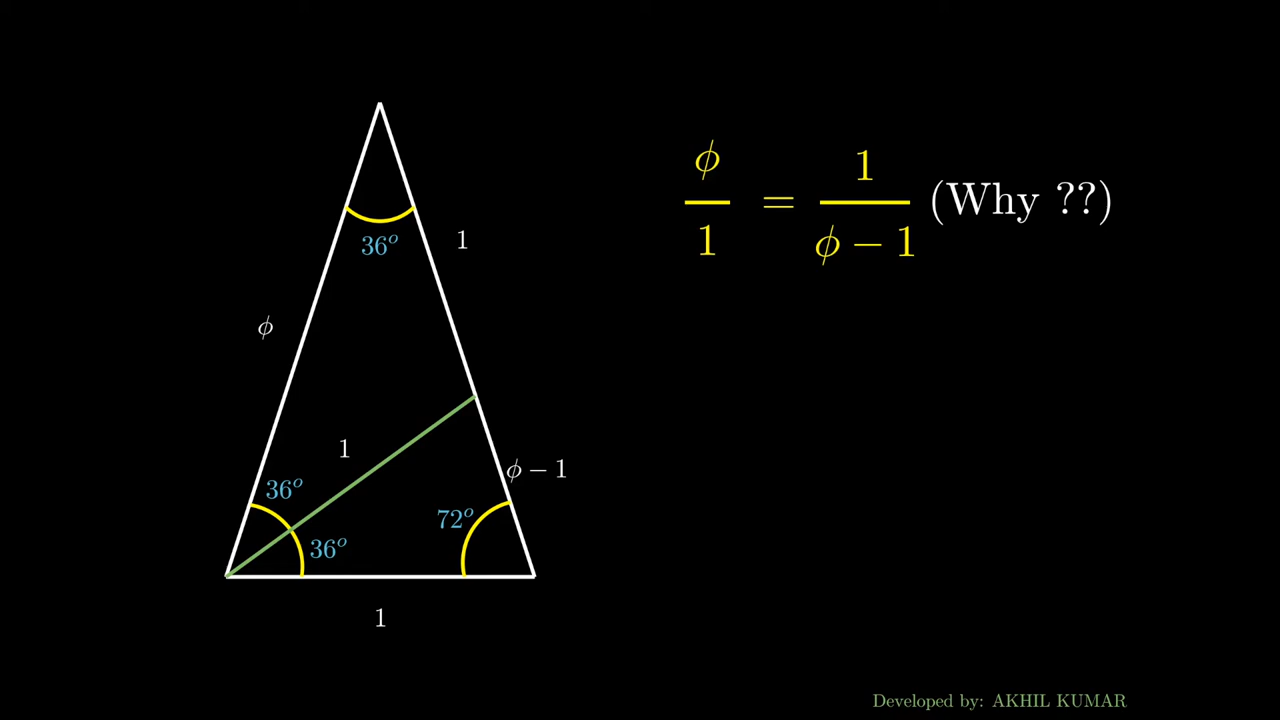 ϕ/1 = 1/(ϕ − 1) (Why ??)
36°
1
ϕ
1
ϕ − 1
36°
72°
36°
1
Developed by: AKHIL KUMAR